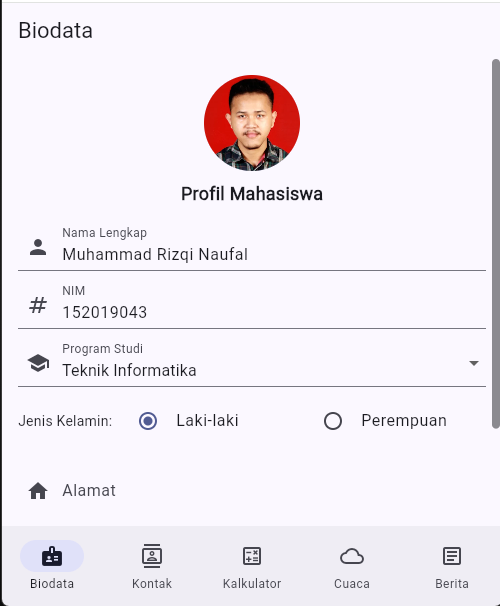 Biodata
Profil Mahasiswa
Nama Lengkap
Muhammad Rizqi Naufal
NIM
152019043
Program Studi
Teknik Informatika
Jenis Kelamin: Laki-laki Perempuan
Alamat
Biodata Kontak Kalkulator Cuaca Berita